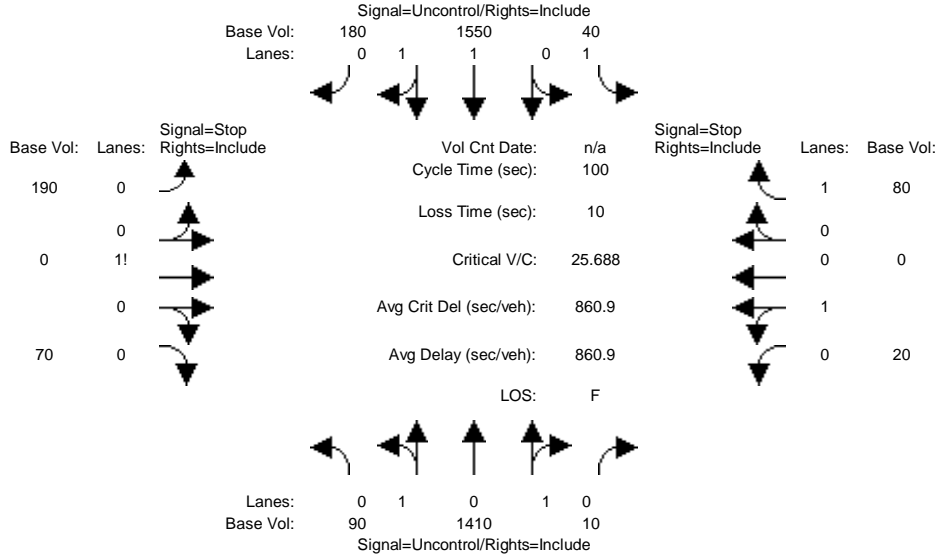 Signal=Uncontrol/Rights=Include
Base Vol: 180 1550 40
Lanes: 0 1 1 0 1
Signal=Stop
Rights=Include
Base Vol: Lanes:
190 0
0
0 1!
0
70 0
Vol Cnt Date: n/a
Cycle Time (sec): 100
Loss Time (sec): 10
Critical V/C: 25.688
Avg Crit Del (sec/veh): 860.9
Avg Delay (sec/veh): 860.9
LOS: F
Signal=Stop
Rights=Include
Lanes: Base Vol:
1 80
0
0 0
1
0 20
Lanes: 0 1 0 1 0
Base Vol: 90 1410 10
Signal=Uncontrol/Rights=Include